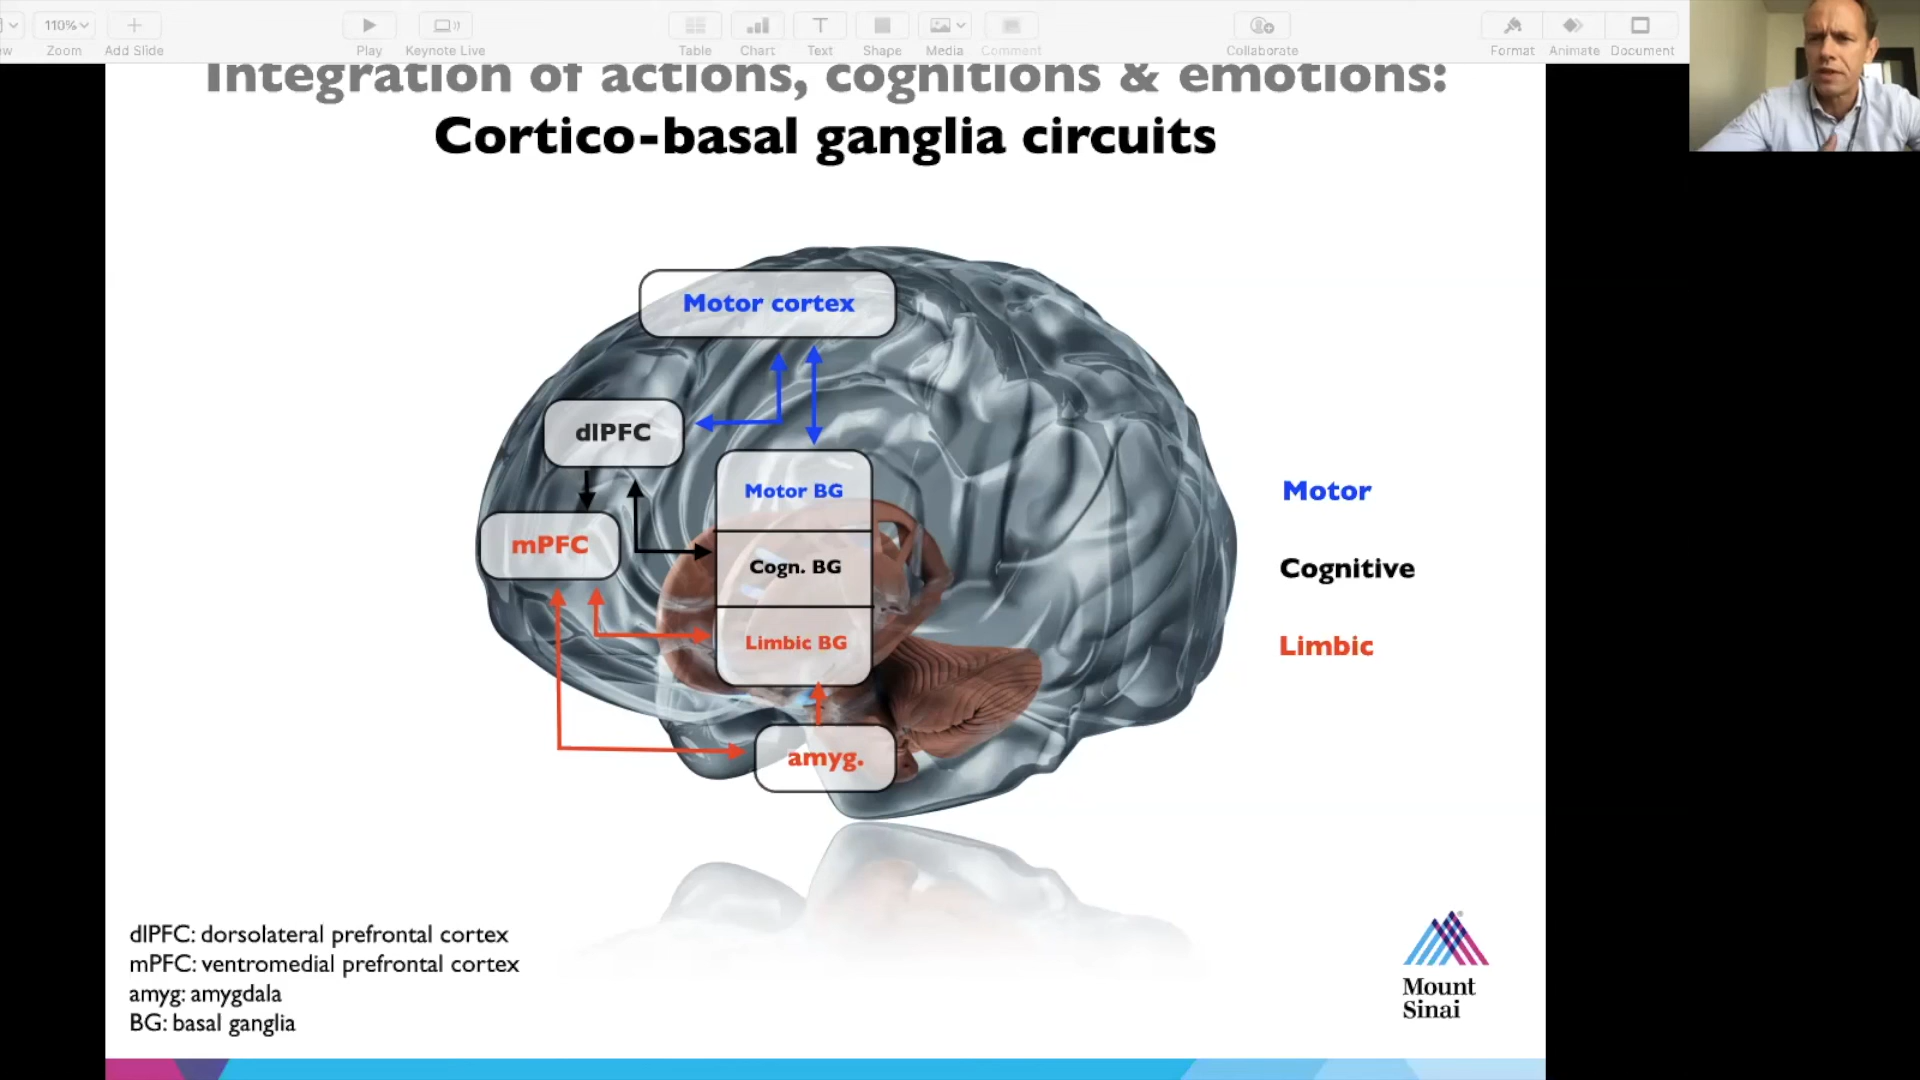 110%
Zoom
Add Slide
Play
Keynote Live
Table
Chart
Text
Shape
Media
Comment
Collaborate
Format
Animate
Document
Integration of actions, cognitions & emotions:
Cortico-basal ganglia circuits
Motor cortex
dlPFC
Motor BG
mPFC
Cogn. BG
Limbic BG
amyg.
Motor
Cognitive
Limbic
dlPFC: dorsolateral prefrontal cortex
mPFC: ventromedial prefrontal cortex
amyg: amygdala
BG: basal ganglia
Mount
Sinai